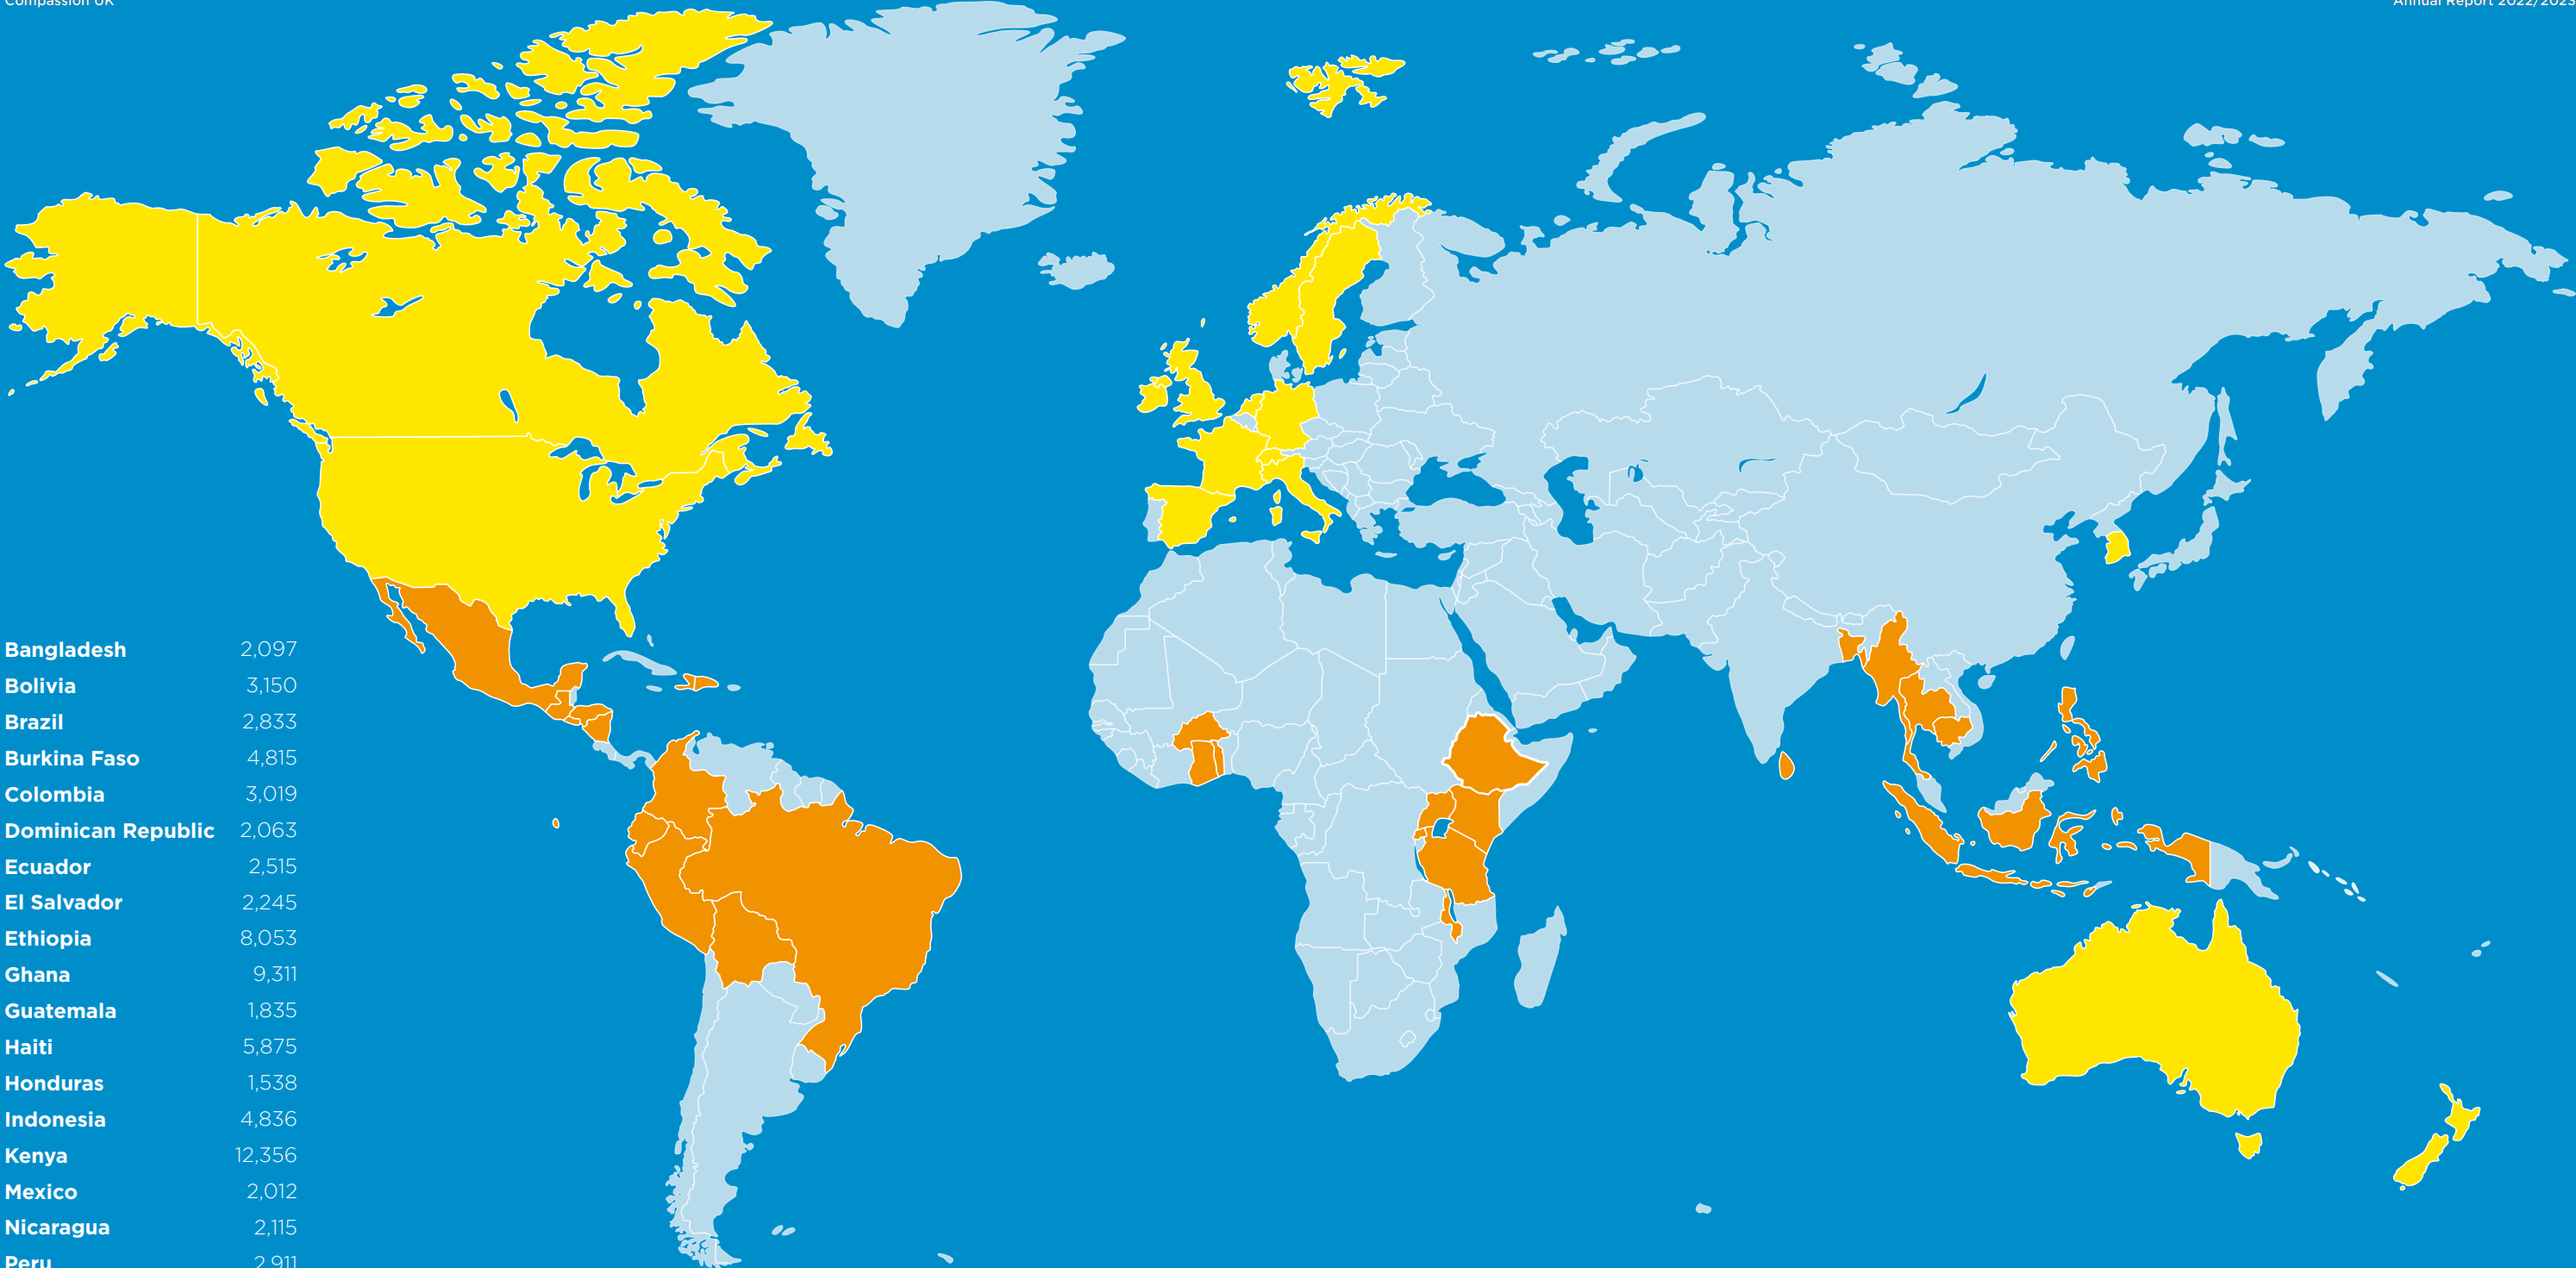 Compassion UK
Annual Report 2022/2023
Bangladesh 2,097
Bolivia 3,150
Brazil 2,833
Burkina Faso 4,815
Colombia 3,019
Dominican Republic 2,063
Ecuador 2,515
El Salvador 2,245
Ethiopia 8,053
Ghana 9,311
Guatemala 1,835
Haiti 5,875
Honduras 1,538
Indonesia 4,836
Kenya 12,356
Mexico 2,012
Nicaragua 2,115
Peru 2,911